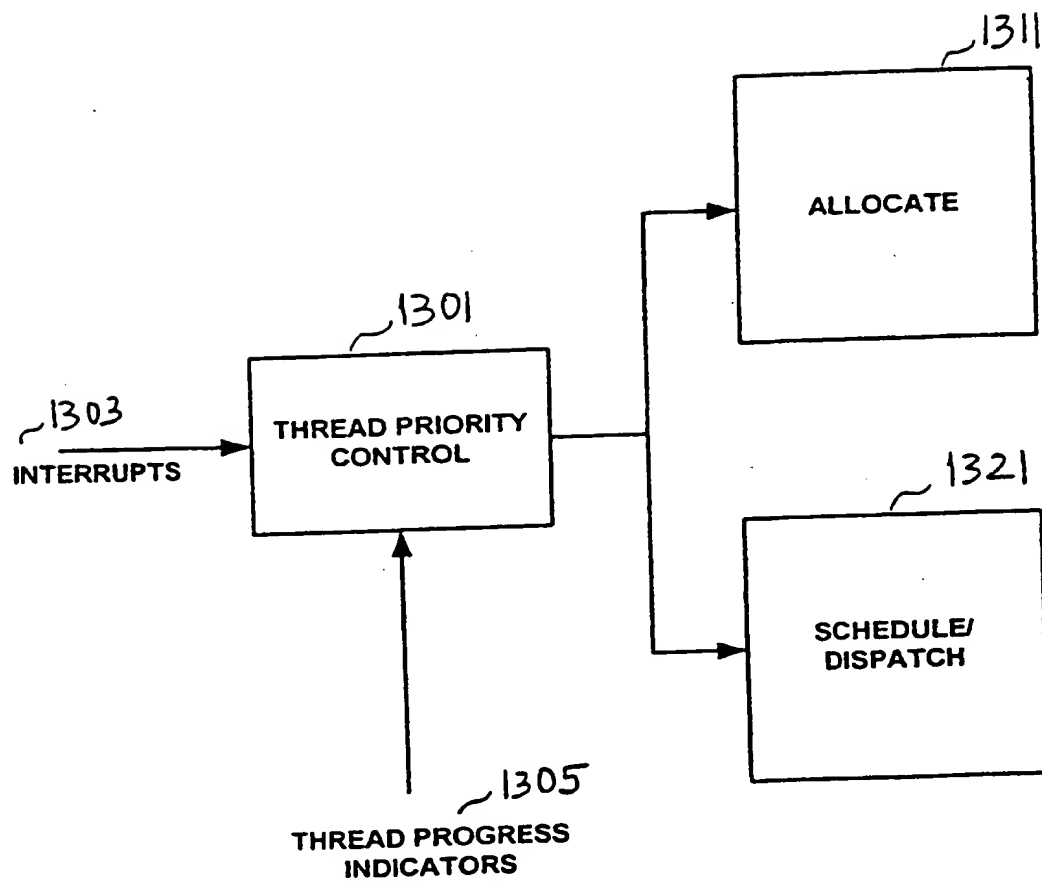 1311
ALLOCATE
1301
1303
THREAD PRIORITY
CONTROL
INTERRUPTS
1321
SCHEDULE/
DISPATCH
1305
THREAD PROGRESS
INDICATORS